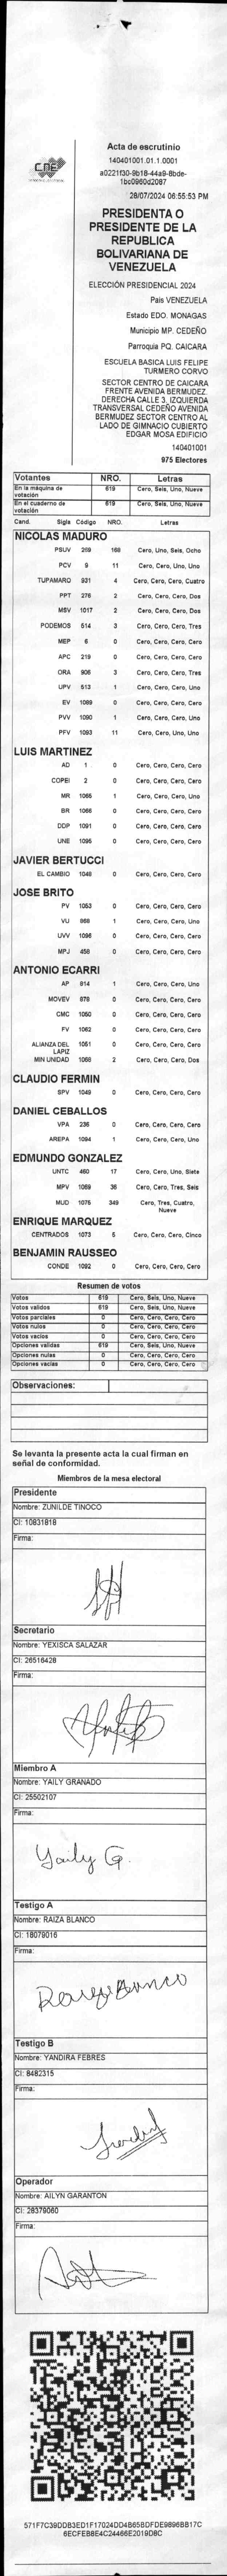 CNE
Acta de escrutinio
140401001.01.1.0001
a0221f30-9b18-44a9-8bde-
1bc0960d2087
28/07/2024 06:55:53 PM
PRESIDENTA O
PRESIDENTE DE LA
REPUBLICA
BOLIVARIANA DE
VENEZUELA
ELECCIÓN PRESIDENCIAL 2024
Pais VENEZUELA
Estado EDO. MONAGAS
Municipio MP. CEDEÑO
Parroquia PQ. CAICARA
ESCUELA BASICA LUIS FELIPE
TURMERO CORVO
SECTOR CENTRO DE CAICARA
FRENTE AVENIDA BERMUDEZ.
DERECHA CALLE 3. IZQUIERDA
TRANSVERSAL CEDEÑO AVENIDA
BERMUDEZ SECTOR CENTRO AL
LADO DE GIMNACIO CUBIERTO
EDGAR MOSA EDIFICIO
140401001
975 Electores
Votantes NRO. Letras
En la máquina de votación 619 Cero, Seis, Uno, Nueve
En el cuaderno de votación 619 Cero, Seis, Uno, Nueve
Cand. Sigla Código NRO. Letras
NICOLAS MADURO
PSUV 269 168 Cero, Uno, Seis, Ocho
PCV 9 11 Cero, Cero, Uno, Uno
TUPAMARO 931 4 Cero, Cero, Cero, Cuatro
PPT 276 2 Cero, Cero, Cero, Dos
MSV 1017 2 Cero, Cero, Cero, Dos
PODEMOS 514 3 Cero, Cero, Cero, Tres
MEP 6 0 Cero, Cero, Cero, Cero
APC 219 0 Cero, Cero, Cero, Cero
ORA 906 3 Cero, Cero, Cero, Tres
UPV 513 1 Cero, Cero, Cero, Uno
EV 1089 0 Cero, Cero, Cero, Cero
PVV 1090 1 Cero, Cero, Cero, Uno
PFV 1093 11 Cero, Cero, Uno, Uno
LUIS MARTINEZ
AD 1 0 Cero, Cero, Cero, Cero
COPEI 2 0 Cero, Cero, Cero, Cero
MR 1065 1 Cero, Cero, Cero, Uno
BR 1066 0 Cero, Cero, Cero, Cero
DDP 1091 0 Cero, Cero, Cero, Cero
UNE 1095 0 Cero, Cero, Cero, Cero
JAVIER BERTUCCI
EL CAMBIO 1048 0 Cero, Cero, Cero, Cero
JOSE BRITO
PV 1053 0 Cero, Cero, Cero, Cero
VU 868 1 Cero, Cero, Cero, Uno
UVV 1096 0 Cero, Cero, Cero, Cero
MPJ 458 0 Cero, Cero, Cero, Cero
ANTONIO ECARRI
AP 814 1 Cero, Cero, Cero, Uno
MOVEV 878 0 Cero, Cero, Cero, Cero
CMC 1050 0 Cero, Cero, Cero, Cero
FV 1062 0 Cero, Cero, Cero, Cero
ALIANZA DEL LAPIZ 1051 0 Cero, Cero, Cero, Cero
MIN UNIDAD 1068 2 Cero, Cero, Cero, Dos
CLAUDIO FERMIN
SPV 1049 0 Cero, Cero, Cero, Cero
DANIEL CEBALLOS
VPA 236 0 Cero, Cero, Cero, Cero
AREPA 1094 1 Cero, Cero, Cero, Uno
EDMUNDO GONZALEZ
UNTC 460 17 Cero, Cero, Uno, Siete
MPV 1069 36 Cero, Cero, Tres, Seis
MUD 1075 349 Cero, Tres, Cuatro, Nueve
ENRIQUE MARQUEZ
CENTRADOS 1073 5 Cero, Cero, Cero, Cinco
BENJAMIN RAUSSEO
CONDE 1092 0 Cero, Cero, Cero, Cero
Resumen de votos
Votos 619 Cero, Seis, Uno, Nueve
Votos validos 619 Cero, Seis, Uno, Nueve
Votos parciales 0 Cero, Cero, Cero, Cero
Votos nulos 0 Cero, Cero, Cero, Cero
Votos vacios 0 Cero, Cero, Cero, Cero
Opciones validas 619 Cero, Seis, Uno, Nueve
Opciones nulas 0 Cero, Cero, Cero, Cero
Opciones vacias 0 Cero, Cero, Cero, Cero
Observaciones:
Se levanta la presente acta la cual firman en
señal de conformidad.
Miembros de la mesa electoral
Presidente
Nombre: ZUNILDE TINOCO
CI: 10831818
Firma:
Secretario
Nombre: YEXISCA SALAZAR
CI: 26516428
Firma:
Miembro A
Nombre: YAILY GRANADO
CI: 25502107
Firma:
Yaily G.
Testigo A
Nombre: RAIZA BLANCO
CI: 18079016
Firma:
Testigo B
Nombre: YANDIRA FEBRES
CI: 8482315
Firma:
Operador
Nombre: AILYN GARANTON
CI: 28379060
Firma:
571F7C39DDB3ED1F17024DD4B65BDFDE9896BB17C
6ECFEB8E4C24466E2019D8C